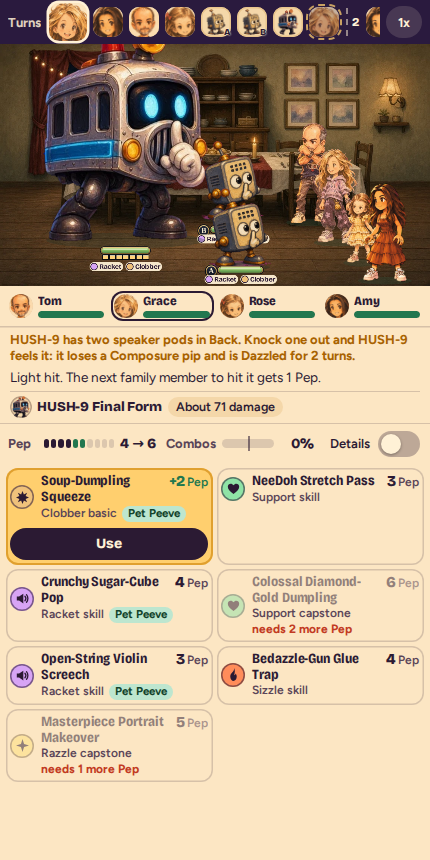 Turns
A
B
2
1x
B
Ra
Racket Clobber
A
Racket Clobber
Tom
Grace
Rose
Amy
HUSH-9 has two speaker pods in Back. Knock one out and HUSH-9
feels it: it loses a Composure pip and is Dazzled for 2 turns.
Light hit. The next family member to hit it gets 1 Pep.
HUSH-9 Final Form About 71 damage
Pep 4 → 6 Combos 0% Details
Soup-Dumpling
Squeeze
+2 Pep
Clobber basic Pet Peeve
Use
NeeDoh Stretch Pass 3 Pep
Support skill
Crunchy Sugar-Cube
Pop
4 Pep
Racket skill Pet Peeve
Colossal Diamond-
Gold Dumpling
6 Pep
Support capstone
needs 2 more Pep
Open-String Violin
Screech
3 Pep
Racket skill Pet Peeve
Bedazzle-Gun Glue
Trap
4 Pep
Sizzle skill
Masterpiece Portrait
Makeover
5 Pep
Razzle capstone
needs 1 more Pep